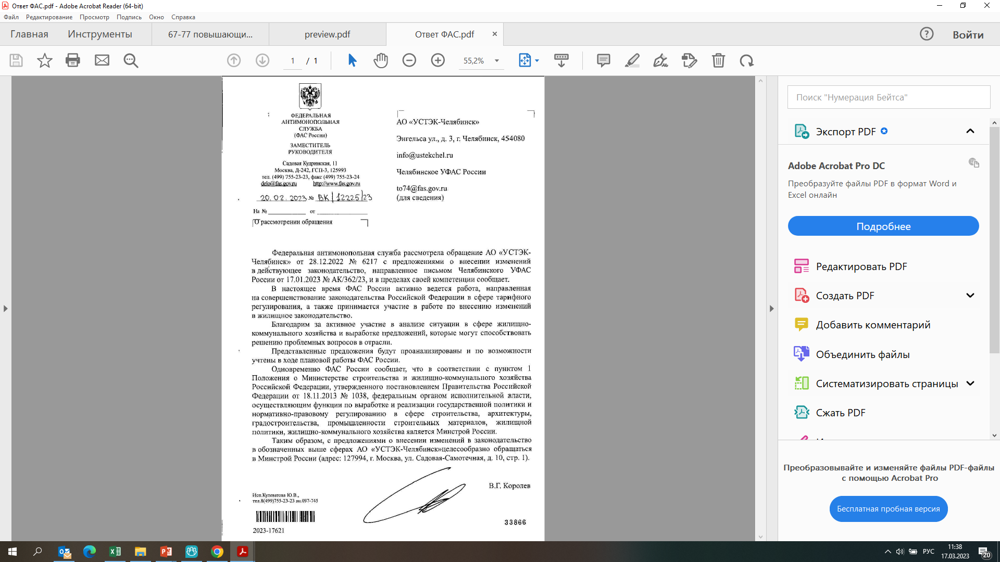 Ответ ФАС.pdf - Adobe Acrobat Reader (64-bit)
Файл Редактирование Просмотр Подпись Окно Справка
Главная Инструменты 67-77 повышающи... preview.pdf Ответ ФАС.pdf Войти
1 / 1 55,2%
ФЕДЕРАЛЬНАЯ
АНТИМОНОПОЛЬНАЯ
СЛУЖБА
(ФАС России)
ЗАМЕСТИТЕЛЬ
РУКОВОДИТЕЛЯ
Садовая Кудринская, 11
Москва, Д-242, ГСП-3, 125993
тел. (499) 755-23-23, факс (499) 755-23-24
delo@fas.gov.ru http://www.fas.gov.ru
20.02.2023 № ВК/12225/23
На № от
О рассмотрении обращения
АО «УСТЭК-Челябинск»
Энгельса ул., д. 3, г. Челябинск, 454080
info@ustekchel.ru
Челябинское УФАС России
to74@fas.gov.ru
(для сведения)
Федеральная антимонопольная служба рассмотрела обращение АО «УСТЭК-
Челябинск» от 28.12.2022 № 6217 с предложениями о внесении изменений
в действующее законодательство, направленное письмом Челябинского УФАС
России от 17.01.2023 № АК/362/23, и в пределах своей компетенции сообщает.
В настоящее время ФАС России активно ведется работа, направленная
на совершенствование законодательства Российской Федерации в сфере тарифного
регулирования, а также принимается участие в работе по внесению изменений
в жилищное законодательство.
Благодарим за активное участие в анализе ситуации в сфере жилищно-
коммунального хозяйства и выработке предложений, которые могут способствовать
решению проблемных вопросов в отрасли.
Представленные предложения будут проанализированы и по возможности
учтены в ходе плановой работы ФАС России.
Одновременно ФАС России сообщает, что в соответствии с пунктом 1
Положения о Министерстве строительства и жилищно-коммунального хозяйства
Российской Федерации, утвержденного постановлением Правительства Российской
Федерации от 18.11.2013 № 1038, федеральным органом исполнительной власти,
осуществляющим функции по выработке и реализации государственной политики и
нормативно-правовому регулированию в сфере строительства, архитектуры,
градостроительства, промышленности строительных материалов, жилищной
политики, жилищно-коммунального хозяйства является Минстрой России.
Таким образом, с предложениями о внесении изменений в законодательство
в обозначенных выше сферах АО «УСТЭК-Челябинск»целесообразно обращаться
в Минстрой России (адрес: 127994, г. Москва, ул. Садовая-Самотечная, д. 10, стр. 1).
В.Г. Королев
Исп.Кулеватова Ю.В.,
тел.8(499)755-23-23 вн.097-745
2023-17621
33866
Поиск "Нумерация Бейтса"
Экспорт PDF
Adobe Acrobat Pro DC
Преобразуйте файлы PDF в формат Word и
Excel онлайн
Подробнее
Редактировать PDF
Создать PDF
Добавить комментарий
Объединить файлы
Систематизировать страницы
Сжать PDF
Преобразовывайте и изменяйте файлы PDF-файлы
с помощью Acrobat Pro
Бесплатная пробная версия
РУС
11:38
17.03.2023
20